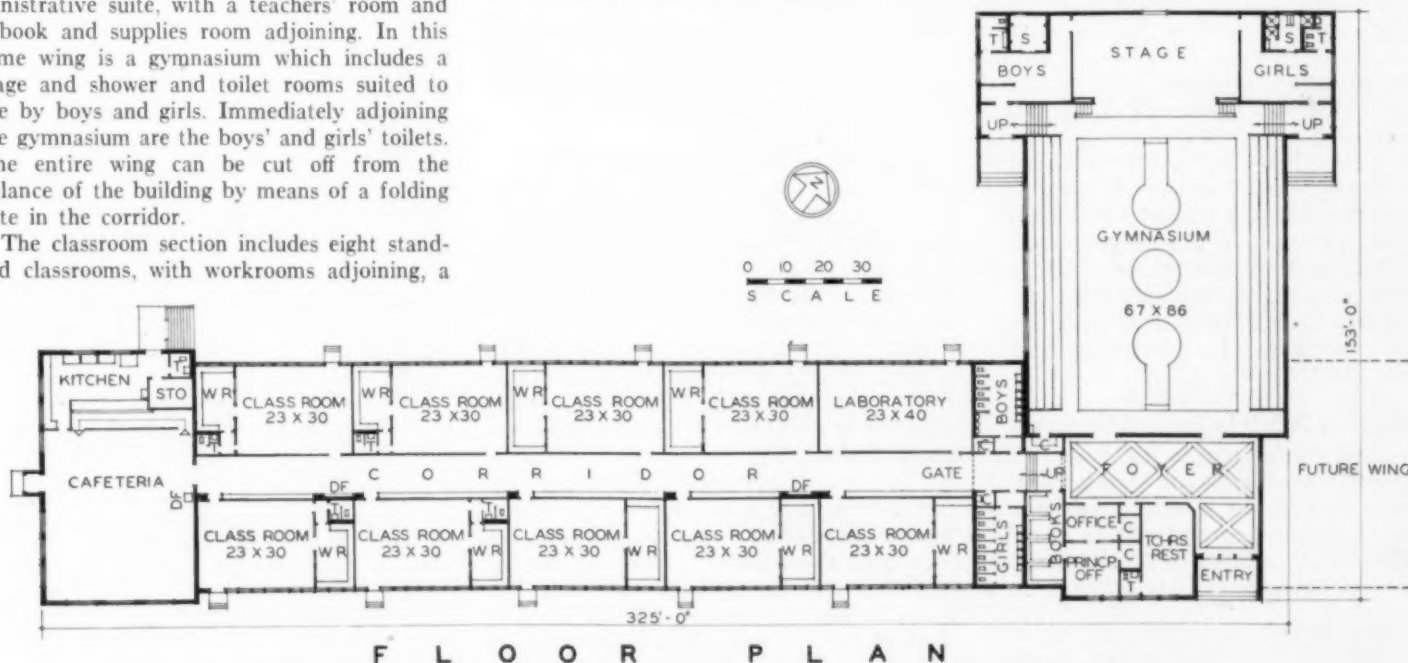 nistrative suite, with a teachers' room and
book and supplies room adjoining. In this
me wing is a gymnasium which includes a
age and shower and toilet rooms suited to
e by boys and girls. Immediately adjoining
e gymnasium are the boys' and girls' toilets.
he entire wing can be cut off from the
lance of the building by means of a folding
te in the corridor.
The classroom section includes eight stand-
d classrooms, with workrooms adjoining, a
T S STAGE S T
BOYS GIRLS
UP UP
N
GYMNASIUM
67 X 86
0 10 20 30
SCALE
153'-0"
KITCHEN T
STO
WR CLASS ROOM
23 X 30
T
WR CLASS ROOM
23 X 30
T
WR CLASS ROOM
23 X 30
WR CLASS ROOM
23 X 30
LABORATORY
23 X 40
BOYS
C C
CAFETERIA
DF
DF CORRIDOR DF GATE UP FOYER
FUTURE WING
CLASS ROOM
23 X 30
T
WR
CLASS ROOM
23 X 30
T
WR
CLASS ROOM
23 X 30
WR
CLASS ROOM
23 X 30
WR
CLASS ROOM
23 X 30
WR
C
GIRLS
BOOKS
OFFICE C
PRINCP
OFF
C
T
TCHRS
REST
ENTRY
325'-0"
FLOOR PLAN